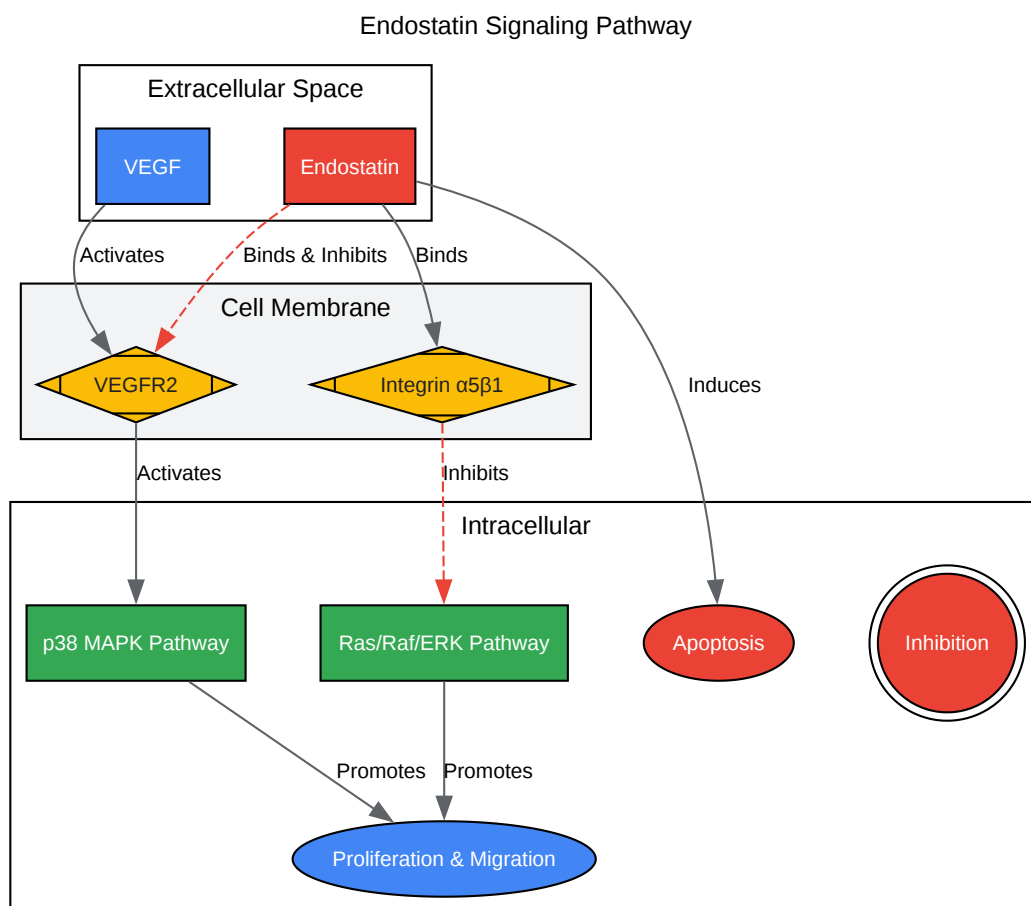 Endostatin Signaling Pathway
Extracellular Space
VEGF
Endostatin
Activates
Binds & Inhibits
Binds
Cell Membrane
VEGFR2
Integrin α5β1
Induces
Activates
Inhibits
Intracellular
p38 MAPK Pathway
Ras/Raf/ERK Pathway
Apoptosis
Inhibition
Promotes
Promotes
Proliferation & Migration